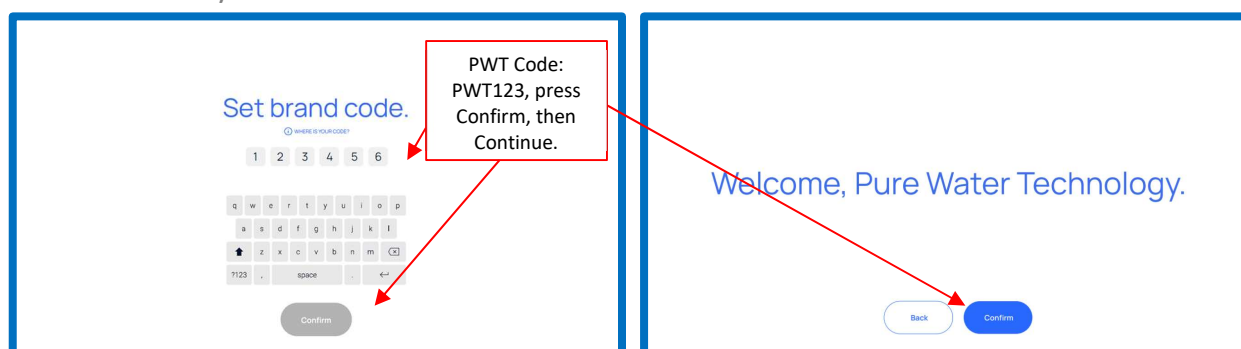 Set brand code.
WHERE IS YOUR CODE?
1 2 3 4 5 6
q w e r t y u i o p
a s d f g h j k l
z x c v b n m
?123 , space .
Confirm
PWT Code:
PWT123, press
Confirm, then
Continue.
Welcome, Pure Water Technology.
Back Confirm